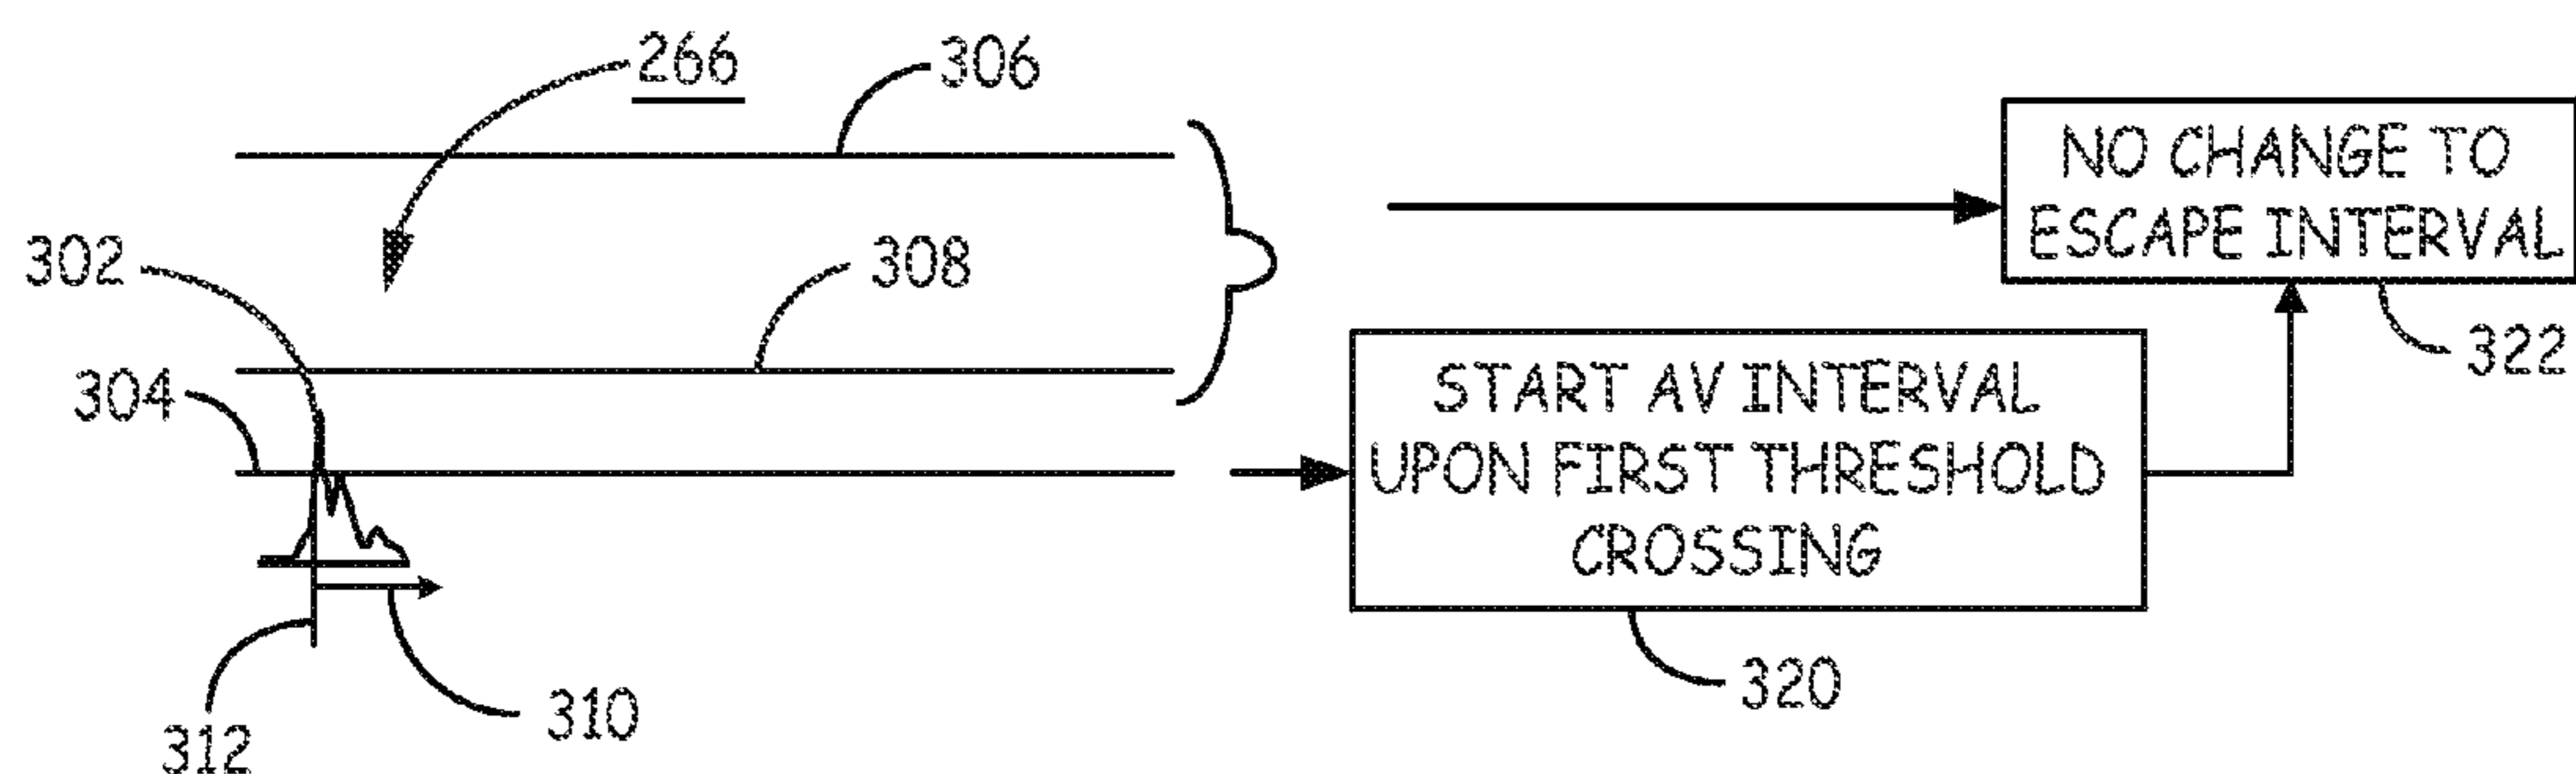 266
306
NO CHANGE TO
ESCAPE INTERVAL
302
308
322
304
START AV INTERVAL
UPON FIRST THRESHOLD
CROSSING
320
310
312